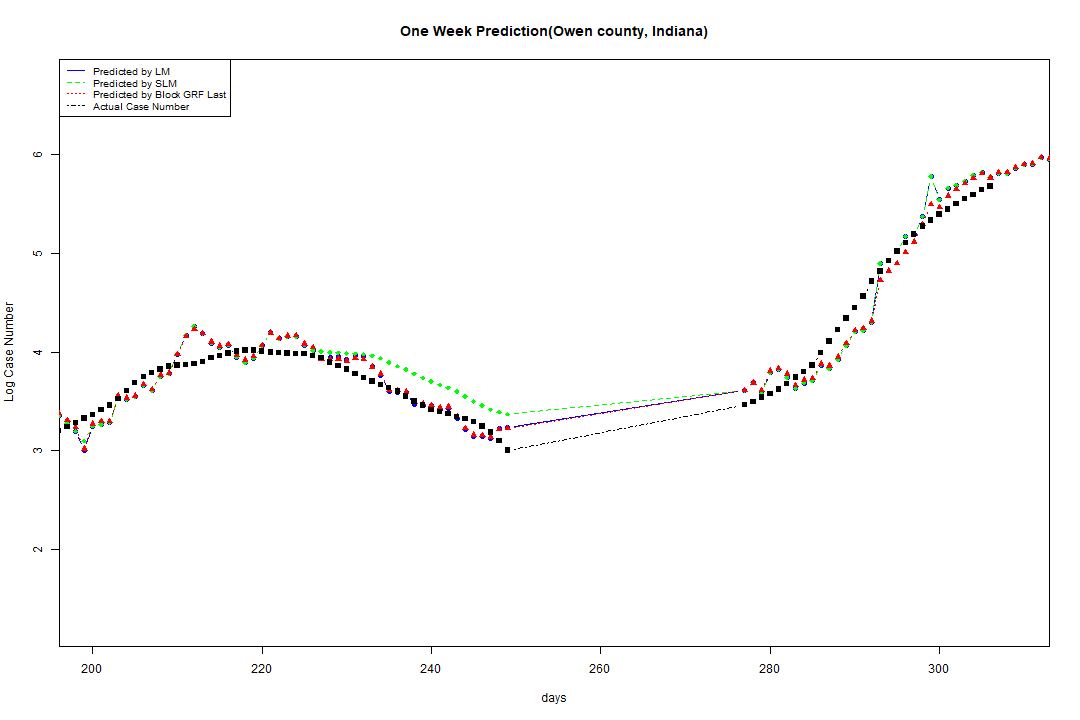 One Week Prediction(Owen county, Indiana)
Predicted by LM
Predicted by SLM
Predicted by Block GRF Last
Actual Case Number
Log Case Number
6
5
4
3
2
200 220 240 260 280 300
days